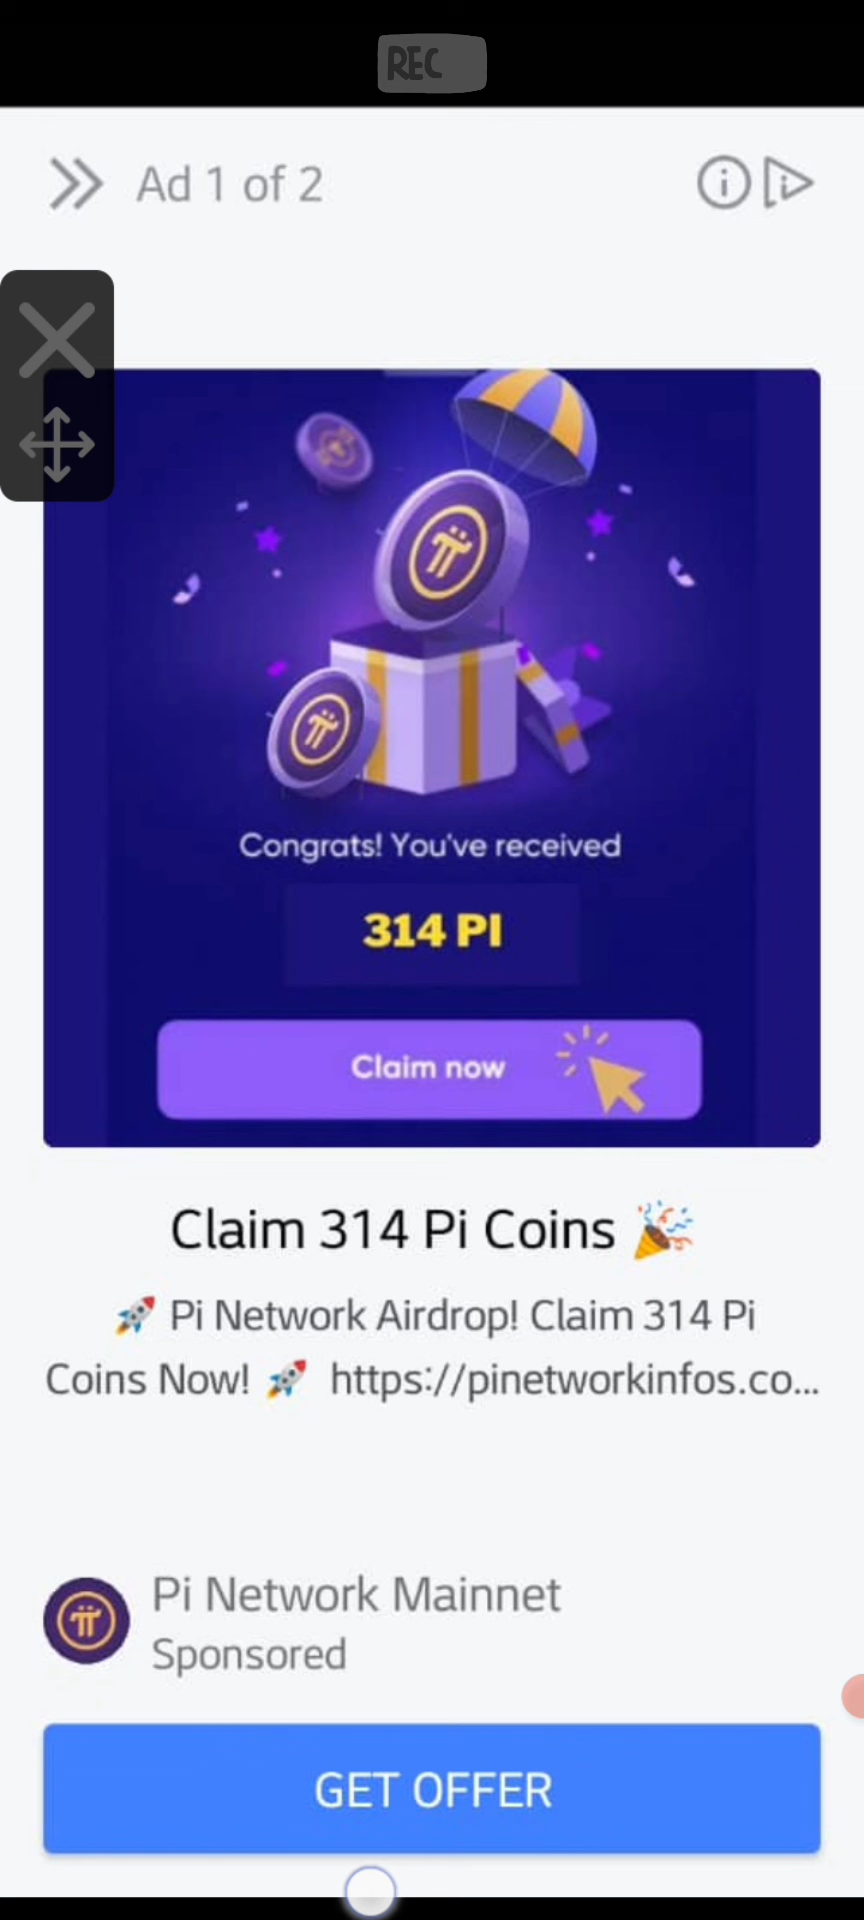 REC
Ad 1 of 2
Congrats! You've received
314 PI
Claim now
Claim 314 Pi Coins 🎉
🚀 Pi Network Airdrop! Claim 314 Pi
Coins Now! 🚀 https://pinetworkinfos.co...
Pi Network Mainnet
Sponsored
GET OFFER